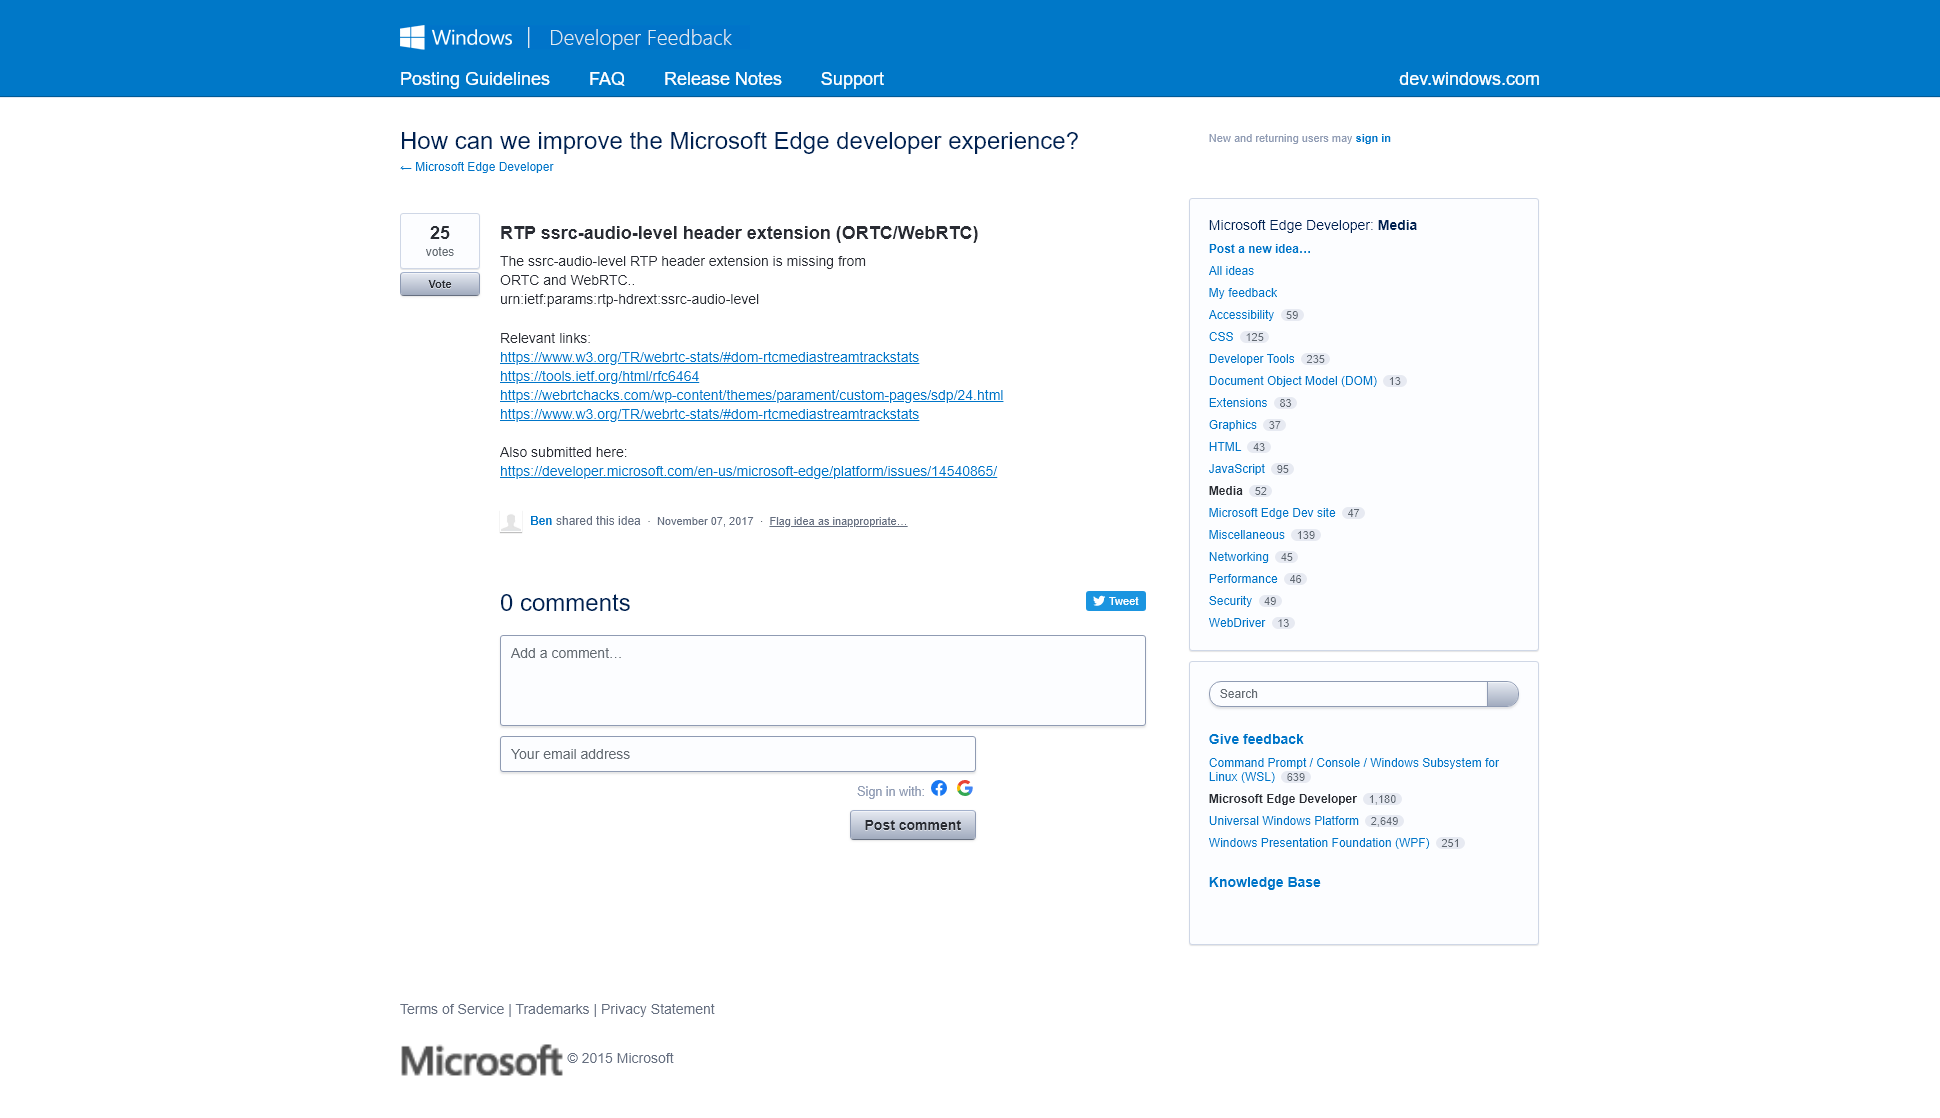 Windows | Developer Feedback
Posting Guidelines FAQ Release Notes Support dev.windows.com
How can we improve the Microsoft Edge developer experience?
← Microsoft Edge Developer
New and returning users may sign in
25
votes
Vote
RTP ssrc-audio-level header extension (ORTC/WebRTC)
The ssrc-audio-level RTP header extension is missing from
ORTC and WebRTC..
urn:ietf:params:rtp-hdrext:ssrc-audio-level
Relevant links:
https://www.w3.org/TR/webrtc-stats/#dom-rtcmediastreamtrackstats
https://tools.ietf.org/html/rfc6464
https://webrtchacks.com/wp-content/themes/parament/custom-pages/sdp/24.html
https://www.w3.org/TR/webrtc-stats/#dom-rtcmediastreamtrackstats
Also submitted here:
https://developer.microsoft.com/en-us/microsoft-edge/platform/issues/14540865/
Ben shared this idea · November 07, 2017 · Flag idea as inappropriate…
0 comments
Tweet
Add a comment…
Your email address
Sign in with:
Post comment
Microsoft Edge Developer: Media
Post a new idea…
All ideas
My feedback
Accessibility 59
CSS 125
Developer Tools 235
Document Object Model (DOM) 13
Extensions 83
Graphics 37
HTML 43
JavaScript 95
Media 52
Microsoft Edge Dev site 47
Miscellaneous 139
Networking 45
Performance 46
Security 49
WebDriver 13
Search
Give feedback
Command Prompt / Console / Windows Subsystem for
Linux (WSL) 639
Microsoft Edge Developer 1,180
Universal Windows Platform 2,649
Windows Presentation Foundation (WPF) 251
Knowledge Base
Terms of Service | Trademarks | Privacy Statement
Microsoft © 2015 Microsoft